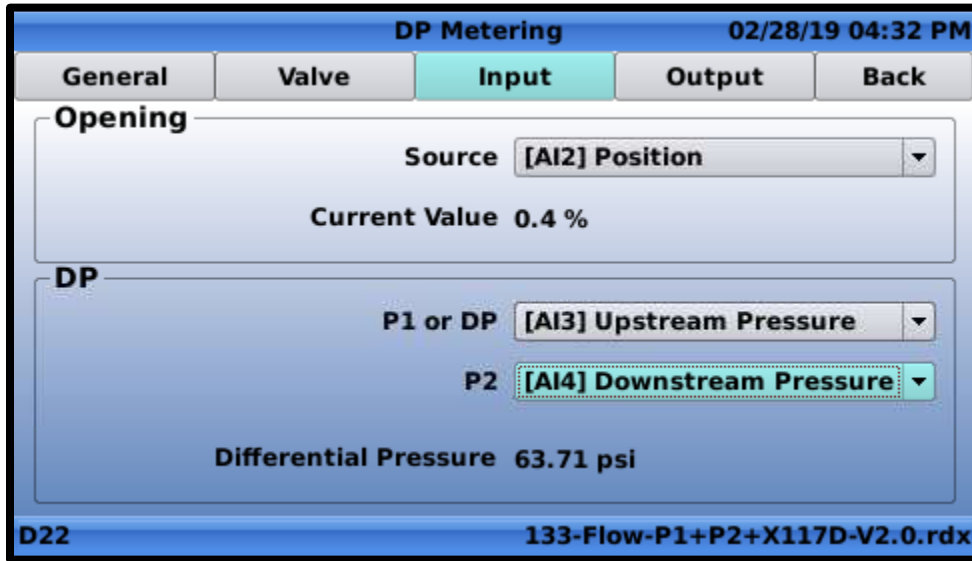 DP Metering 02/28/19 04:32 PM
General Valve Input Output Back
Opening
Source [AI2] Position
Current Value 0.4 %
DP
P1 or DP [AI3] Upstream Pressure
P2 [AI4] Downstream Pressure
Differential Pressure 63.71 psi
D22 133-Flow-P1+P2+X117D-V2.0.rdx